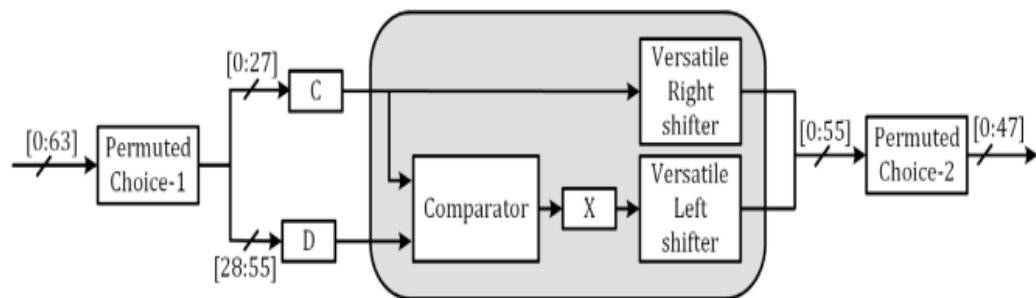 [0:63]
Permuted
Choice-1
[0:27]
C
[28:55]
D
Comparator
X
Versatile
Right
shifter
Versatile
Left
shifter
[0:55]
Permuted
Choice-2
[0:47]